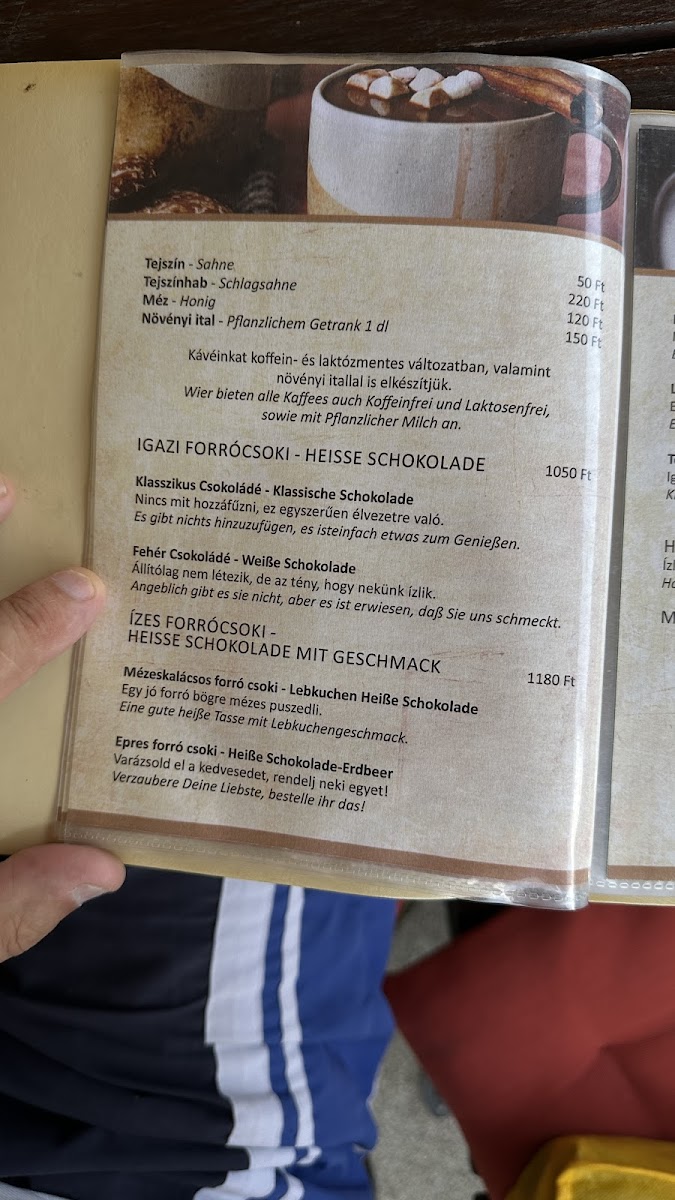 Tejszín - Sahne 50 Ft
Tejszínhab - Schlagsahne 220 Ft
Méz - Honig 120 Ft
Növényi ital - Pflanzlichem Getrank 1 dl 150 Ft
Kávéinkat koffein- és laktózmentes változatban, valamint
növényi itallal is elkészítjük.
Wier bieten alle Kaffees auch Koffeinfrei und Laktosenfrei,
sowie mit Pflanzlicher Milch an.
IGAZI FORRÓCSOKI - HEISSE SCHOKOLADE 1050 Ft
Klasszikus Csokoládé - Klassische Schokolade
Nincs mit hozzáfűzni, ez egyszerűen élvezetre való.
Es gibt nichts hinzuzufügen, es isteinfach etwas zum Genießen.
Fehér Csokoládé - Weiße Schokolade
Állítólag nem létezik, de az tény, hogy nekünk ízlik.
Angeblich gibt es sie nicht, aber es ist erwiesen, daß Sie uns schmeckt.
ÍZES FORRÓCSOKI -
HEISSE SCHOKOLADE MIT GESCHMACK 1180 Ft
Mézeskalácsos forró csoki - Lebkuchen Heiße Schokolade
Egy jó forró bögre mézes puszedli.
Eine gute heiße Tasse mit Lebkuchengeschmack.
Epres forró csoki - Heiße Schokolade-Erdbeer
Varázsold el a kedvesedet, rendelj neki egyet!
Verzaubere Deine Liebste, bestelle ihr das!